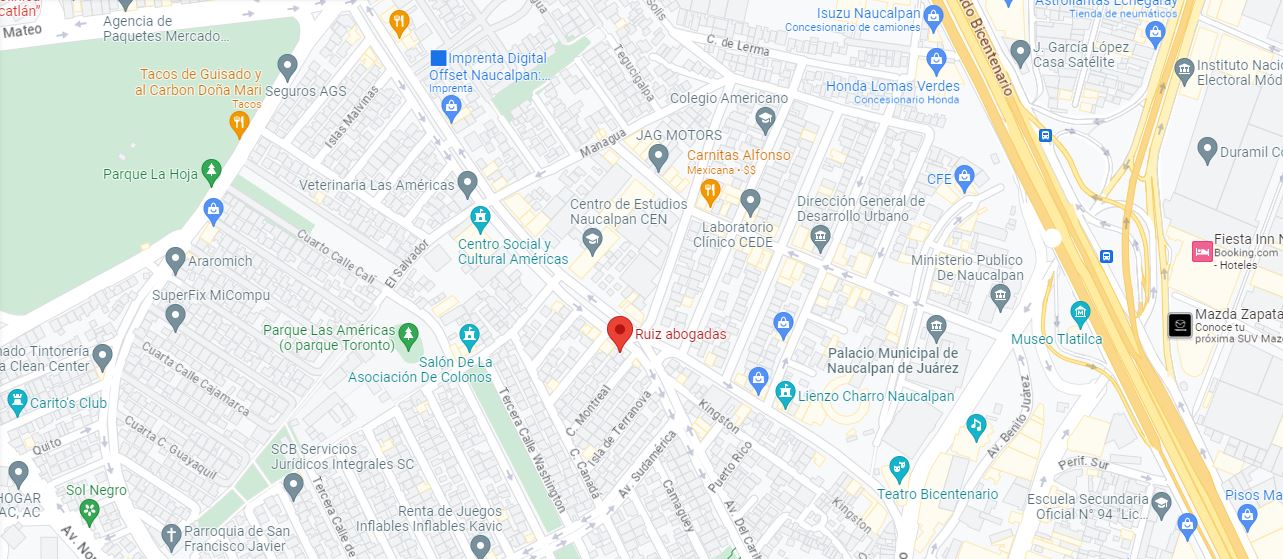 catlán"
Mateo
Agencia de
Paquetes Mercado...
Tacos de Guisado y
al Carbon Doña Mari
Tacos
Seguros AGS
Imprenta Digital
Offset Naucalpan:...
Imprenta
Solís
Tegucigalpa
C. de Lerma
Isuzu Naucalpan
Concesionario de camiones
Bicentenario
Astrollantas Echegaray
Tienda de neumáticos
J. García López
Casa Satélite
Instituto Nacio
Electoral Mód
Honda Lomas Verdes
Concesionario Honda
Colegio Americano
Islas Malvinas
Managua
JAG MOTORS
Carnitas Alfonso
Mexicana • $$
Duramil Co
Parque La Hoja
Veterinaria Las Américas
CFE
Centro de Estudios
Naucalpan CEN
Laboratorio
Clínico CEDE
Dirección General de
Desarrollo Urbano
Centro Social y
Cultural Américas
Cuarto Calle Cali
El Salvador
Araromich
Ministerio Publico
De Naucalpan
Fiesta Inn N
Booking.com
- Hoteles
SuperFix MiCompu
Parque Las Américas
(o parque Toronto)
Ruiz abogadas
Museo Tlatilca
Mazda Zapata
Conoce tu
próxima SUV Maz
nado Tintorería
a Clean Center
Salón De La
Asociación De Colonos
Palacio Municipal de
Naucalpan de Juárez
Cuarta Calle Cajamarca
Carito's Club
Lienzo Charro Naucalpan
C. Montreal
Isla de Terranova
Tercera Calle Washington
Kingston
Av. Benito Juárez
Quito
Cuarta C. Guayaquil
SCB Servicios
Jurídicos Integrales SC
C. Canadá
Av. Sudamérica
Puerto Rico
Perif. Sur
HOGAR
AC, AC
Sol Negro
Tercera Calle
Camaguey
Teatro Bicentenario
Escuela Secundaria
Oficial N° 94 "Lic...
Pisos Ma
Renta de Juegos
Inflables Inflables Kavic
Av. Del Cari
Parroquia de San
Francisco Javier
Av. No